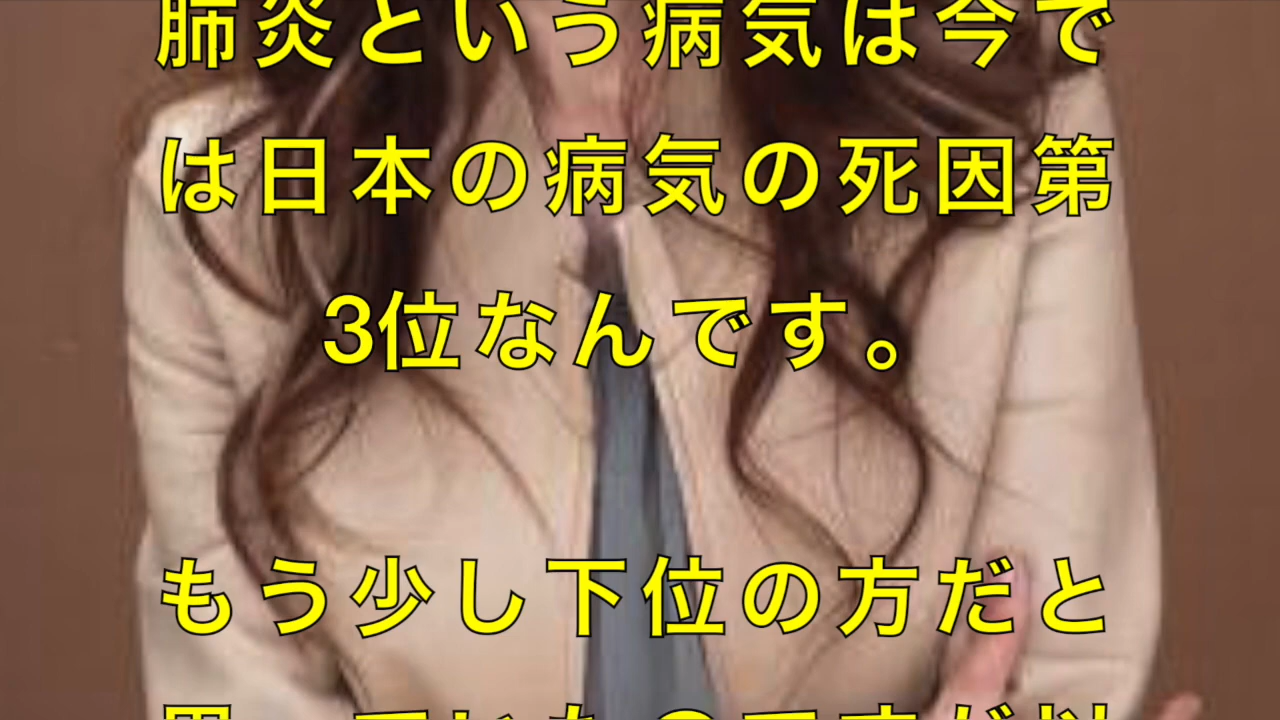 肺炎という病気は今で
は日本の病気の死因第
3位なんです。
もう少し下位の方だと